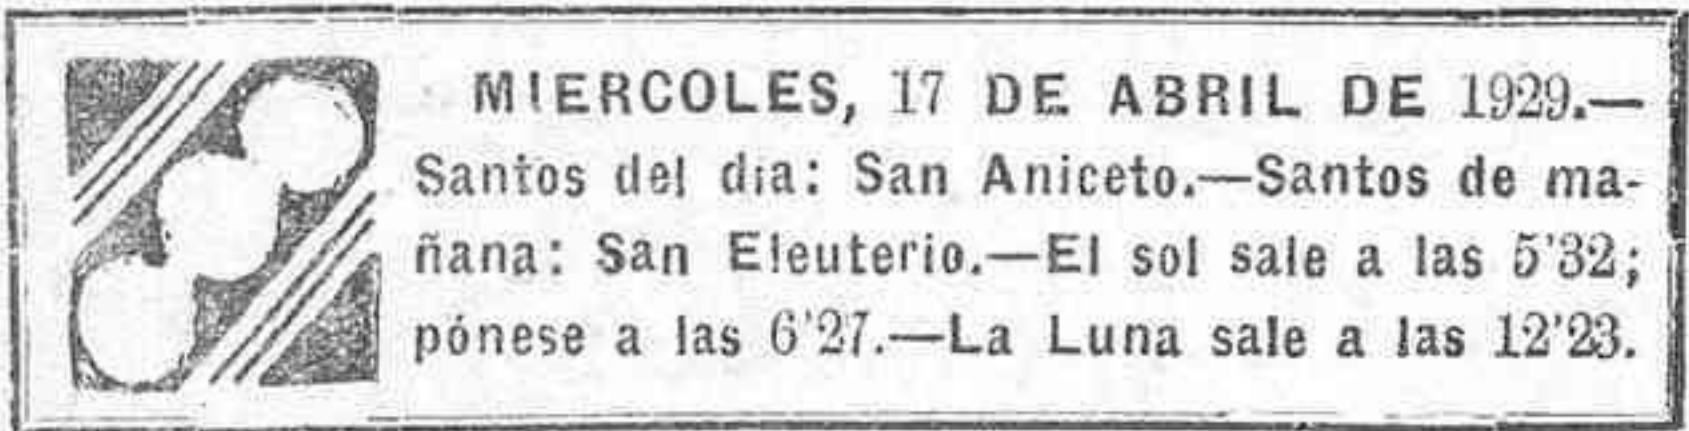 MIERCOLES, 17 DE ABRIL DE 1929.—
Santos del dia: San Aniceto.—Santos de ma-
ñana: San Eleuterio.—El sol sale a las 5'32;
pónese a las 6'27.—La Luna sale a las 12'23.